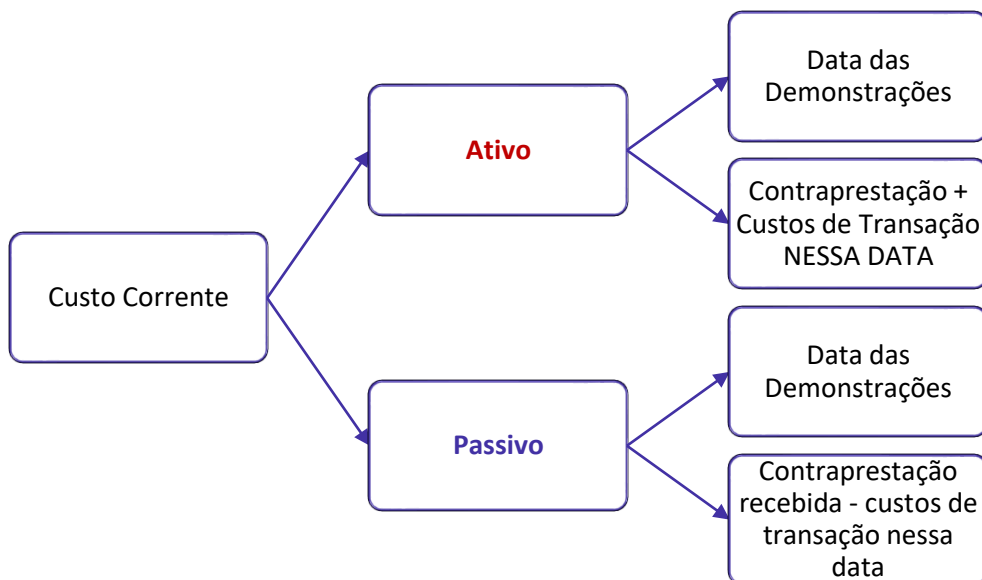 Data das
Demonstrações
Ativo
Contraprestação +
Custos de Transação
NESSA DATA
Custo Corrente
Data das
Demonstrações
Passivo
Contraprestação
recebida - custos de
transação nessa
data